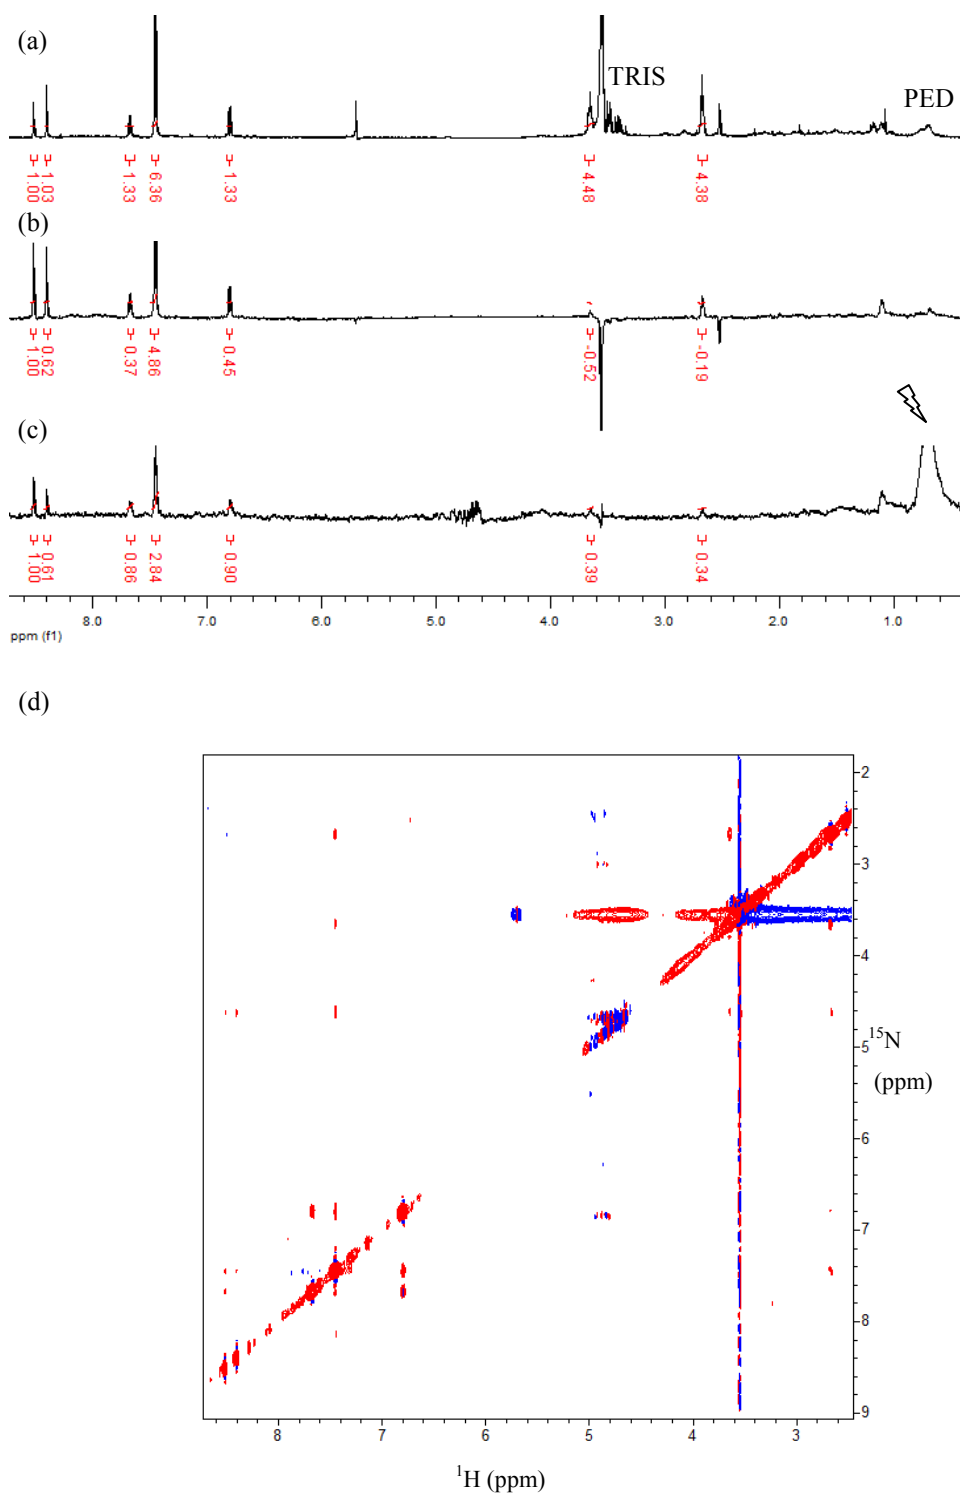 (a)
TRIS
PED
1.00 1.03 1.33 6.36 1.33 4.48 4.38
(b)
1.00 0.62 0.37 4.86 0.45 -0.52 -0.19
(c)
1.00 0.61 0.86 2.84 0.90 0.39 0.34
8.0 7.0 6.0 5.0 4.0 3.0 2.0 1.0
ppm (f1)
(d)
2
3
4
5
15N
(ppm)
6
7
8
9
8 7 6 5 4 3
1H (ppm)